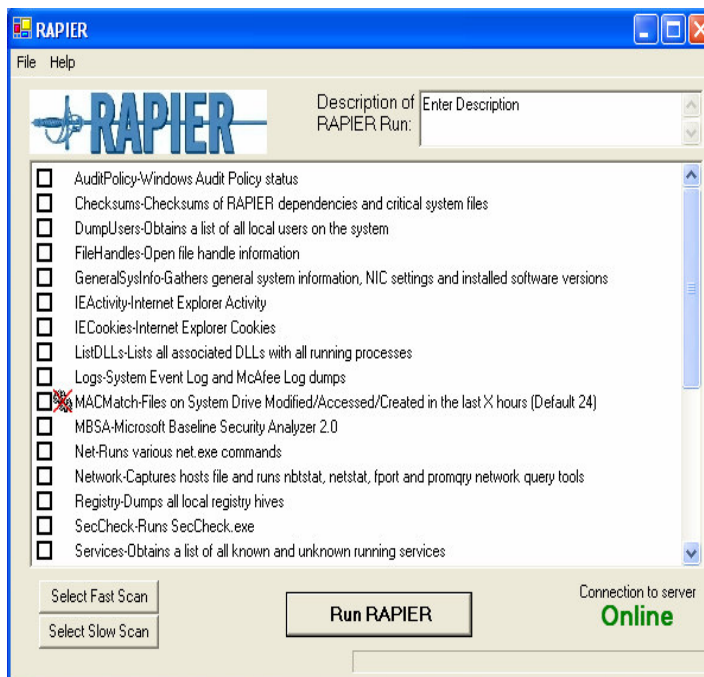 RAPIER
File Help
RAPIER
Description of
RAPIER Run:
Enter Description
AuditPolicy-Windows Audit Policy status
Checksums-Checksums of RAPIER dependencies and critical system files
DumpUsers-Obtains a list of all local users on the system
FileHandles-Open file handle information
GeneralSysInfo-Gathers general system information, NIC settings and installed software versions
IEActivity-Internet Explorer Activity
IECookies-Internet Explorer Cookies
ListDLLs-Lists all associated DLLs with all running processes
Logs-System Event Log and McAfee Log dumps
MACMatch-Files on System Drive Modified/Accessed/Created in the last X hours (Default 24)
MBSA-Microsoft Baseline Security Analyzer 2.0
Net-Runs various net.exe commands
Network-Captures hosts file and runs nbtstat, netstat, fport and promqry network query tools
Registry-Dumps all local registry hives
SecCheck-Runs SecCheck.exe
Services-Obtains a list of all known and unknown running services
Select Fast Scan
Select Slow Scan
Run RAPIER
Connection to server
Online